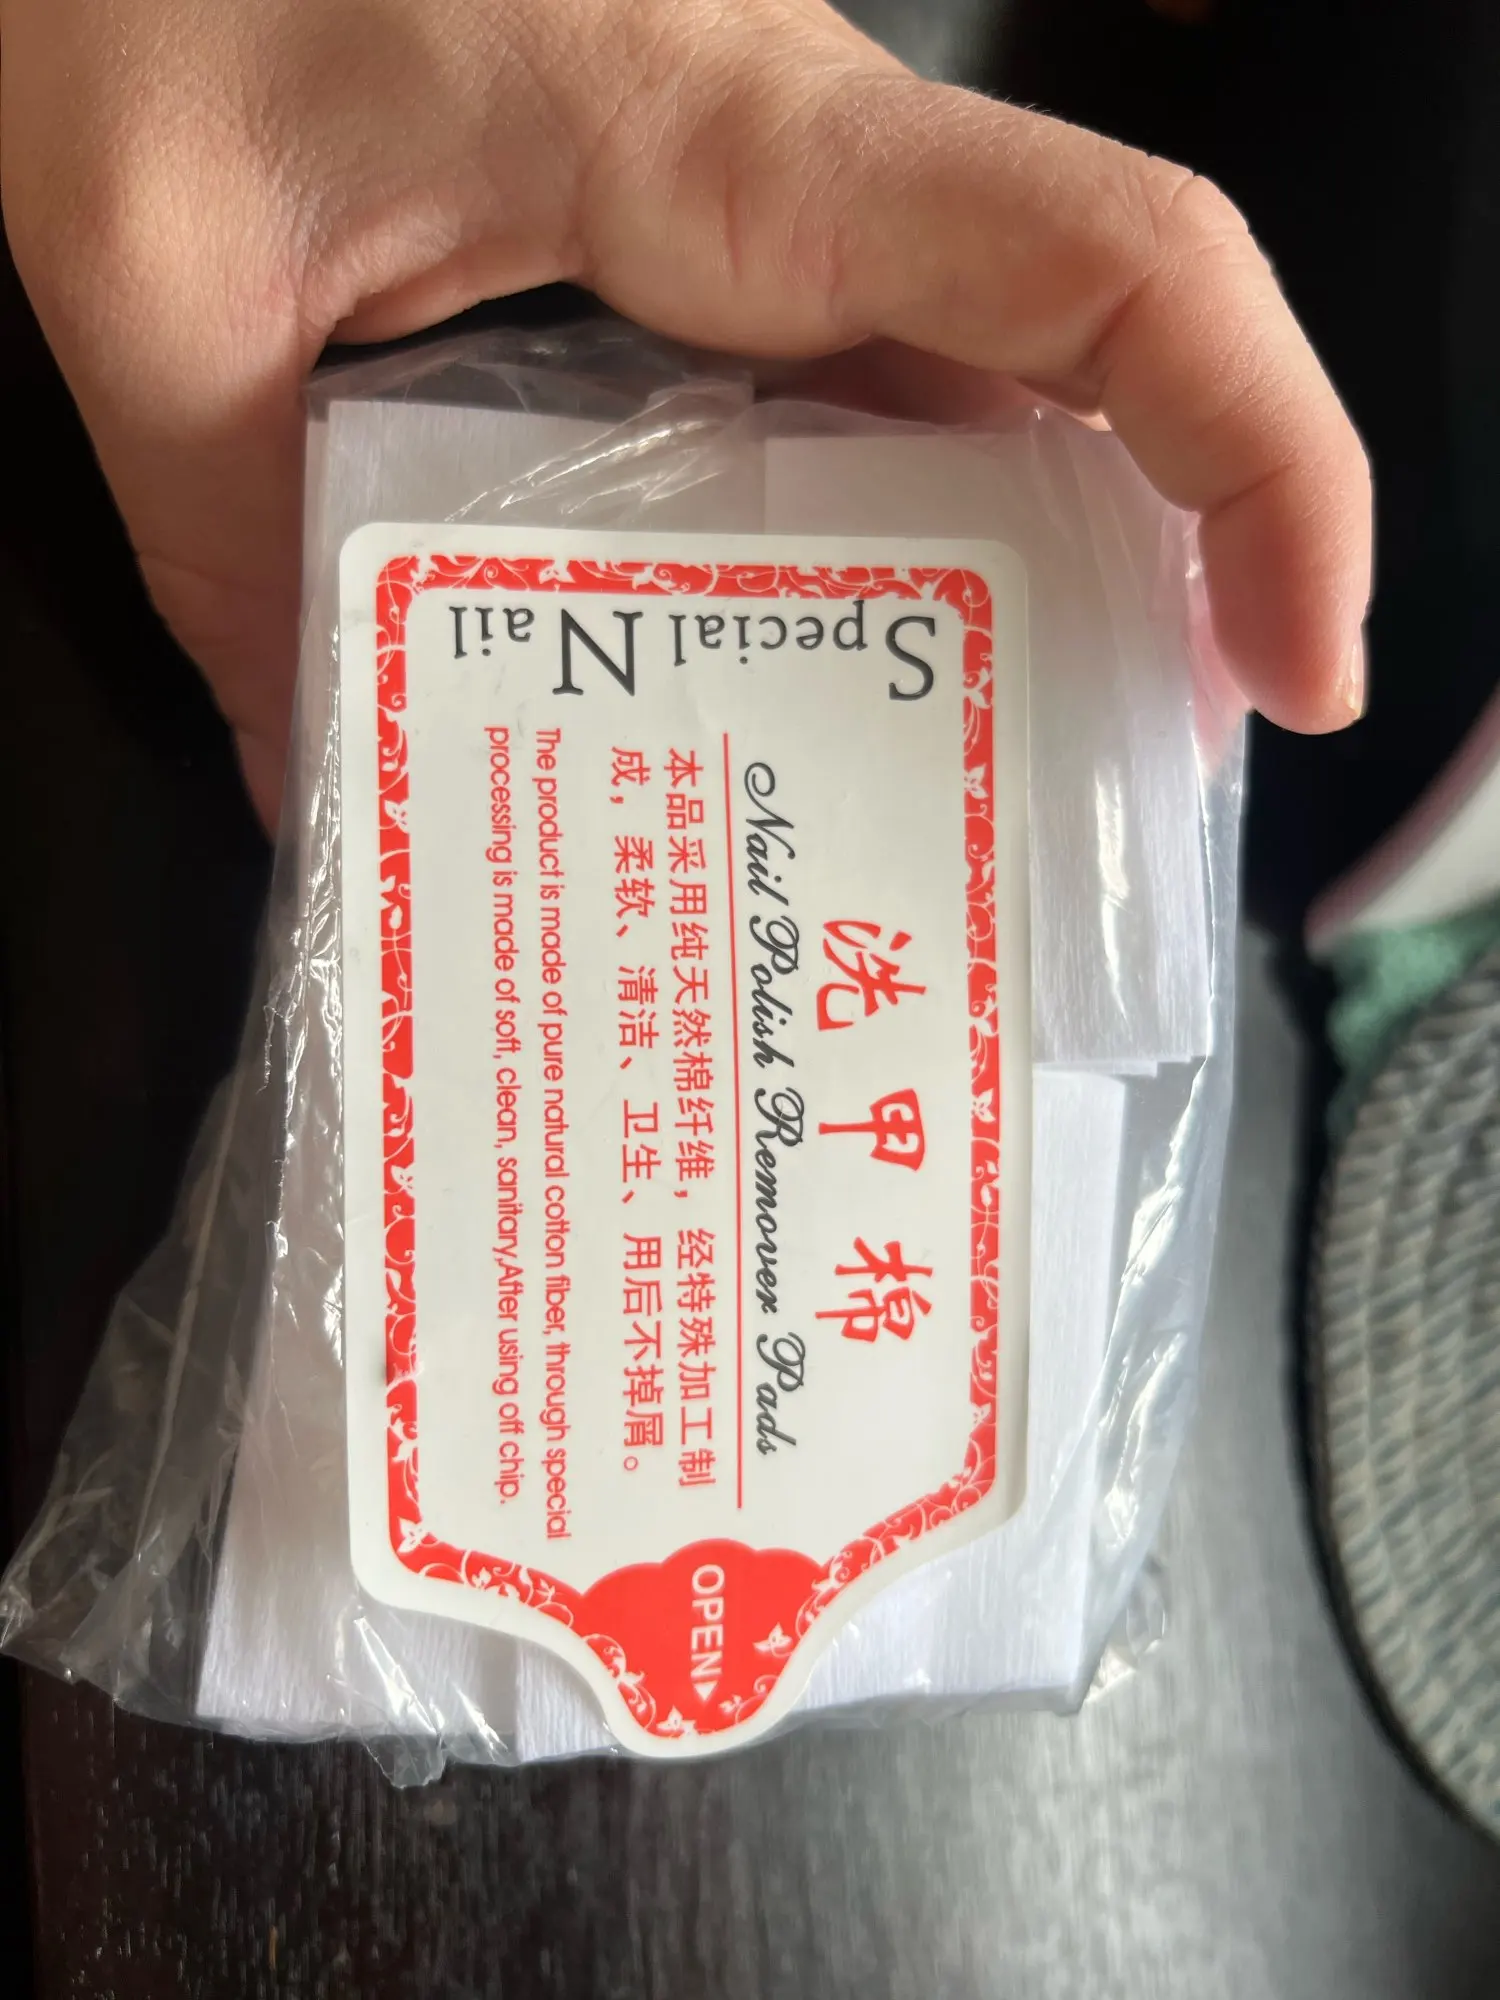 Special Nail
洗甲棉
Nail Polish Remover Pads
本品采用纯天然棉纤维，经特殊加工制
成，柔软、清洁、卫生、用后不掉屑。
The product is made of pure natural cotton fiber, through special
processing is made of soft, clean, sanitary,After using off chip.
OPEN▶